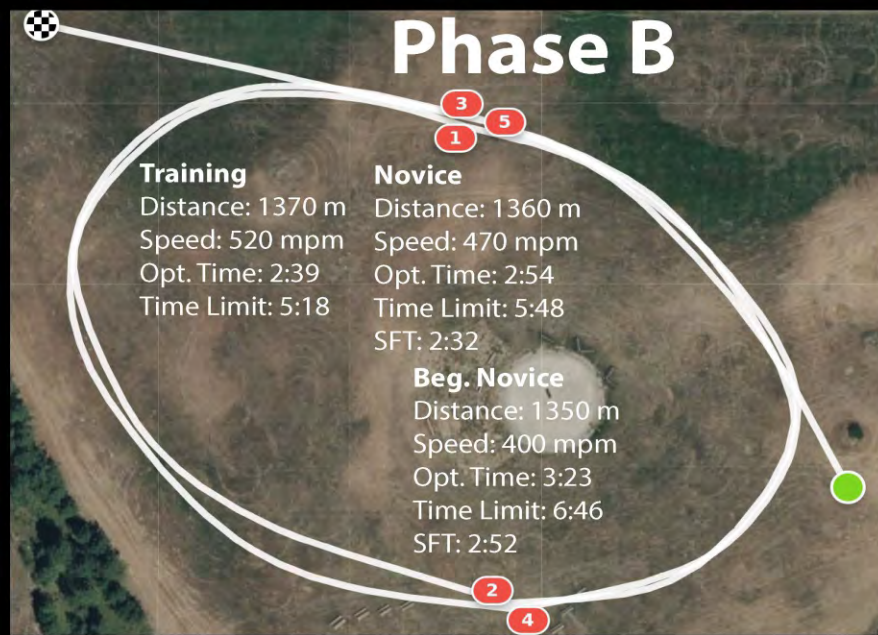 Phase B
3
5
1
Training
Distance: 1370 m
Speed: 520 mpm
Opt. Time: 2:39
Time Limit: 5:18
Novice
Distance: 1360 m
Speed: 470 mpm
Opt. Time: 2:54
Time Limit: 5:48
SFT: 2:32
Beg. Novice
Distance: 1350 m
Speed: 400 mpm
Opt. Time: 3:23
Time Limit: 6:46
SFT: 2:52
2
4